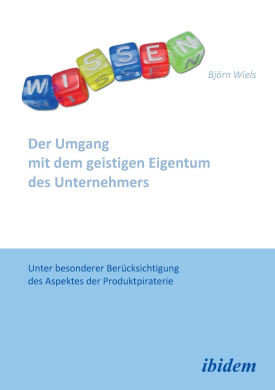 WISSEN
Björn Wiels
Der Umgang
mit dem geistigen Eigentum
des Unternehmers
Unter besonderer Berücksichtigung
des Aspektes der Produktpiraterie
ibidem